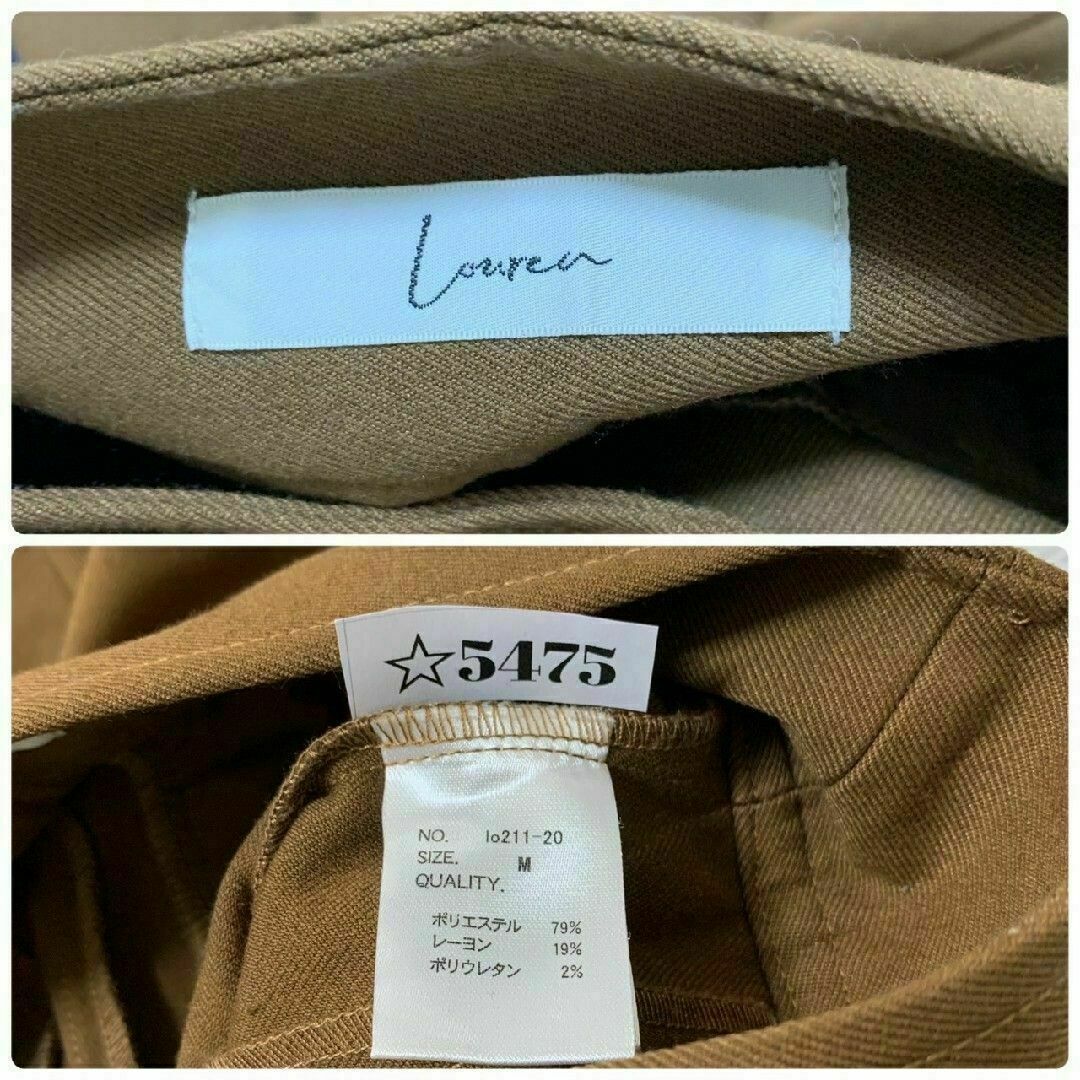 Louren
☆5475
NO. lo211-20
SIZE. M
QUALITY.
ポリエステル 79%
レーヨン 19%
ポリウレタン 2%